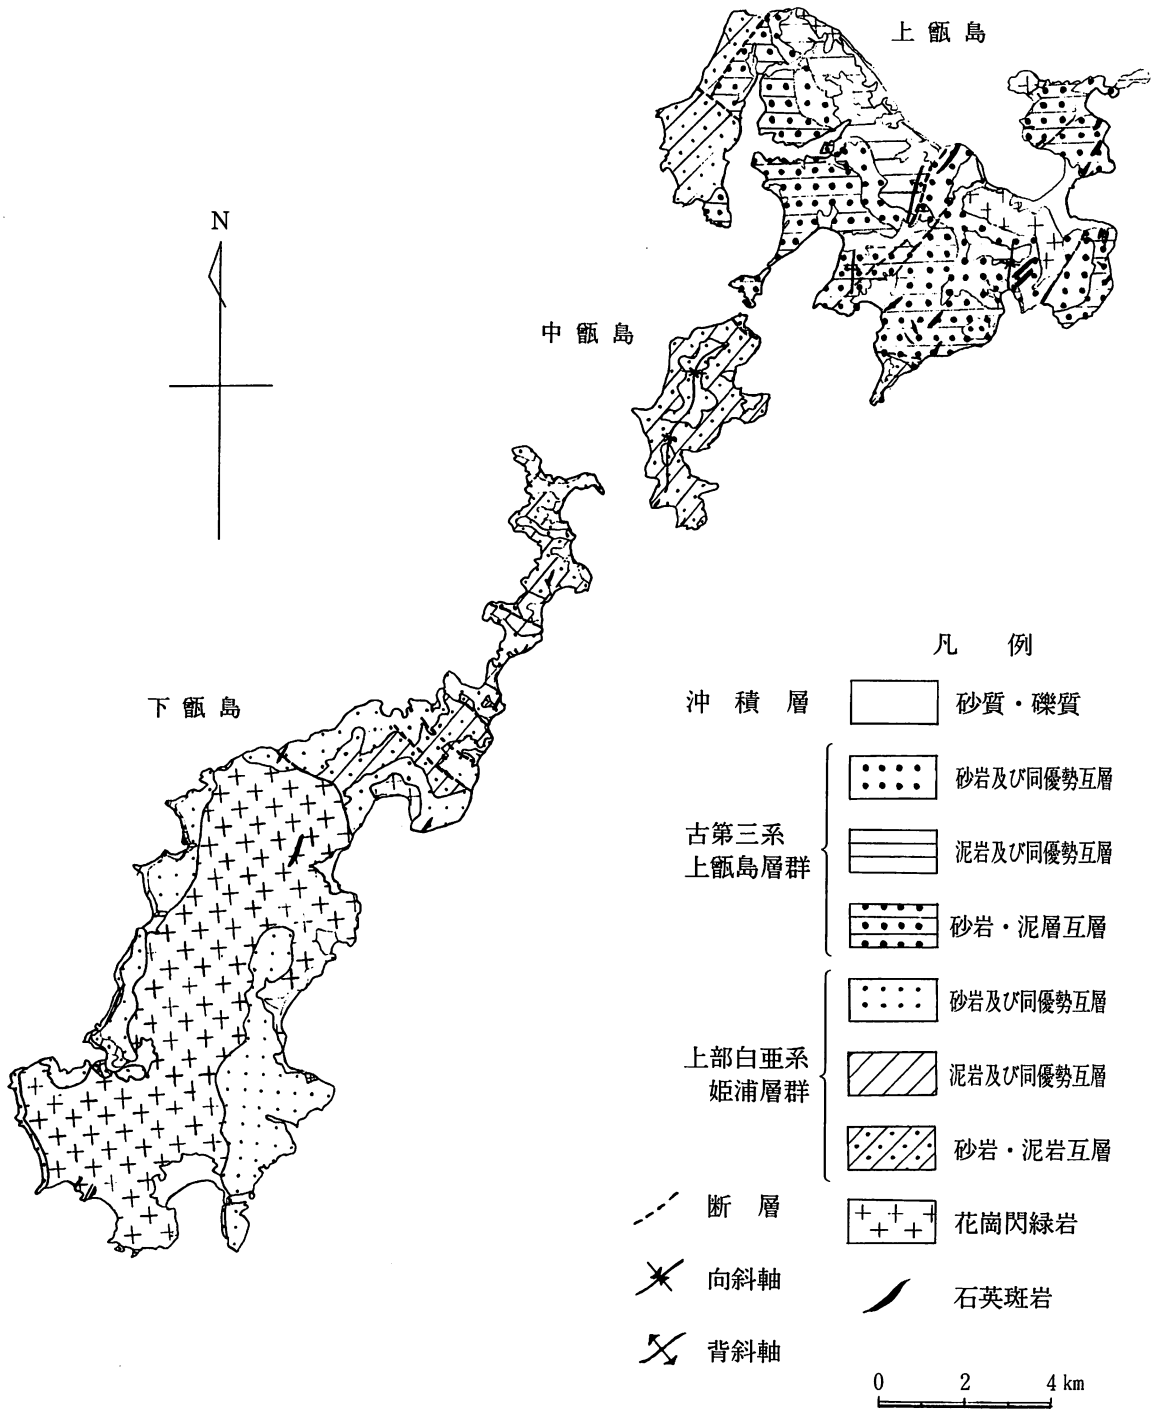 上甑島
N
中甑島
下甑島
凡例
沖積層
砂質・礫質
古第三系
上甑島層群
砂岩及び同優勢互層
泥岩及び同優勢互層
砂岩・泥層互層
上部白亜系
姫浦層群
砂岩及び同優勢互層
泥岩及び同優勢互層
砂岩・泥岩互層
断層
花崗閃緑岩
向斜軸
石英斑岩
背斜軸
0 2 4 km